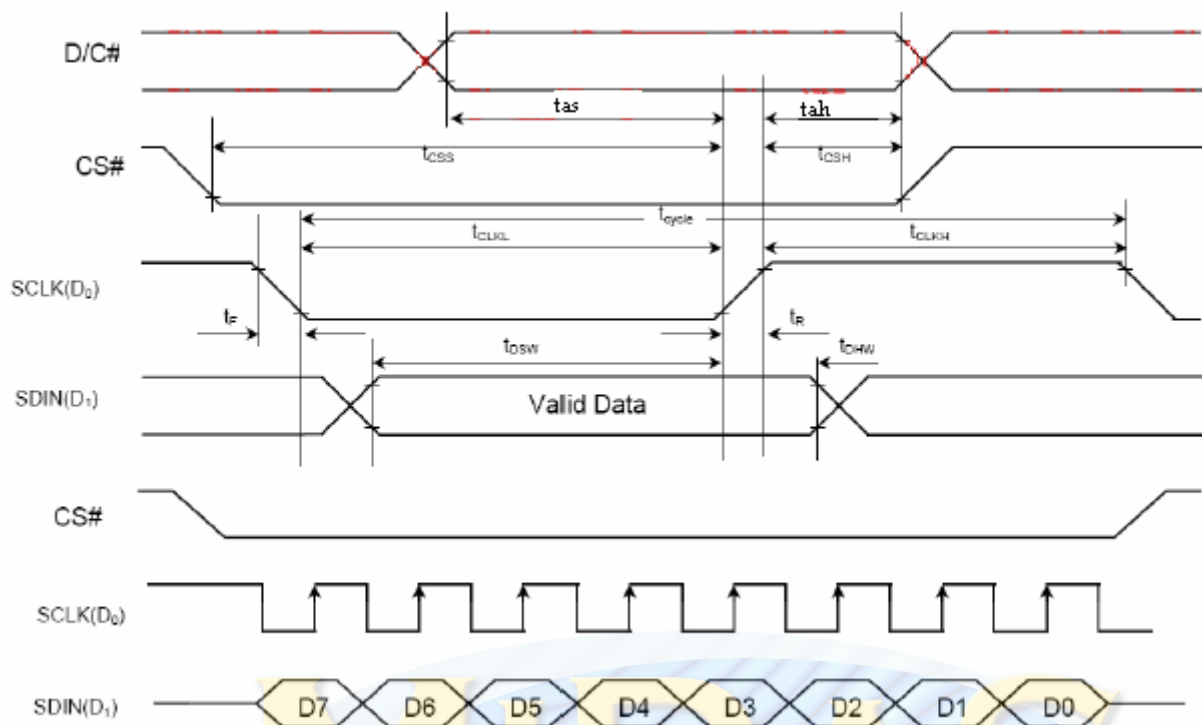 D/C#
tas
tah
CS#
tCSS
tCSH
tcycle
tCLKL
tCLKH
SCLK(D₀)
tF
tR
tDSW
tDHW
SDIN(D₁)
Valid Data
CS#
SCLK(D₀)
SDIN(D₁)
D7 D6 D5 D4 D3 D2 D1 D0